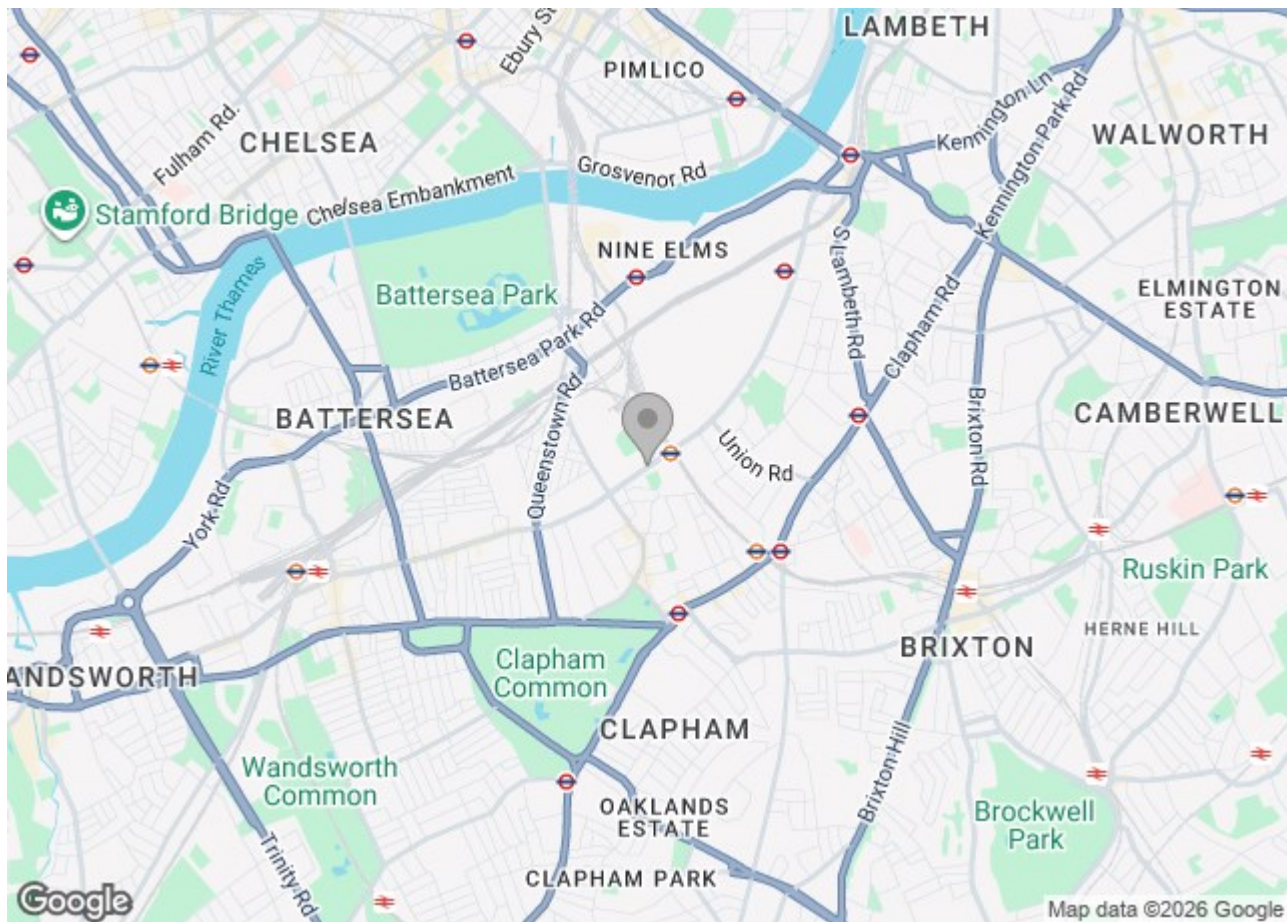 LAMBETH
Ebury St
PIMLICO
Fulham Rd.
CHELSEA
Kennington Ln
Kennington Park Rd
WALWORTH
Grosvenor Rd
Chelsea Embankment
Stamford Bridge
NINE ELMS
S Lambeth Rd
Clapham Rd
River Thames
Battersea Park
ELMINGTON
ESTATE
Battersea Park Rd
BATTERSEA
Queenstown Rd
Union Rd
Brixton Rd
CAMBERWELL
York Rd
Ruskin Park
HERNE HILL
BRIXTON
ANDSWORTH
Clapham
Common
CLAPHAM
Brixton Hill
Wandsworth
Common
OAKLANDS
ESTATE
Brockwell
Park
Trinity Rd
CLAPHAM PARK
Google
Map data ©2026 Google